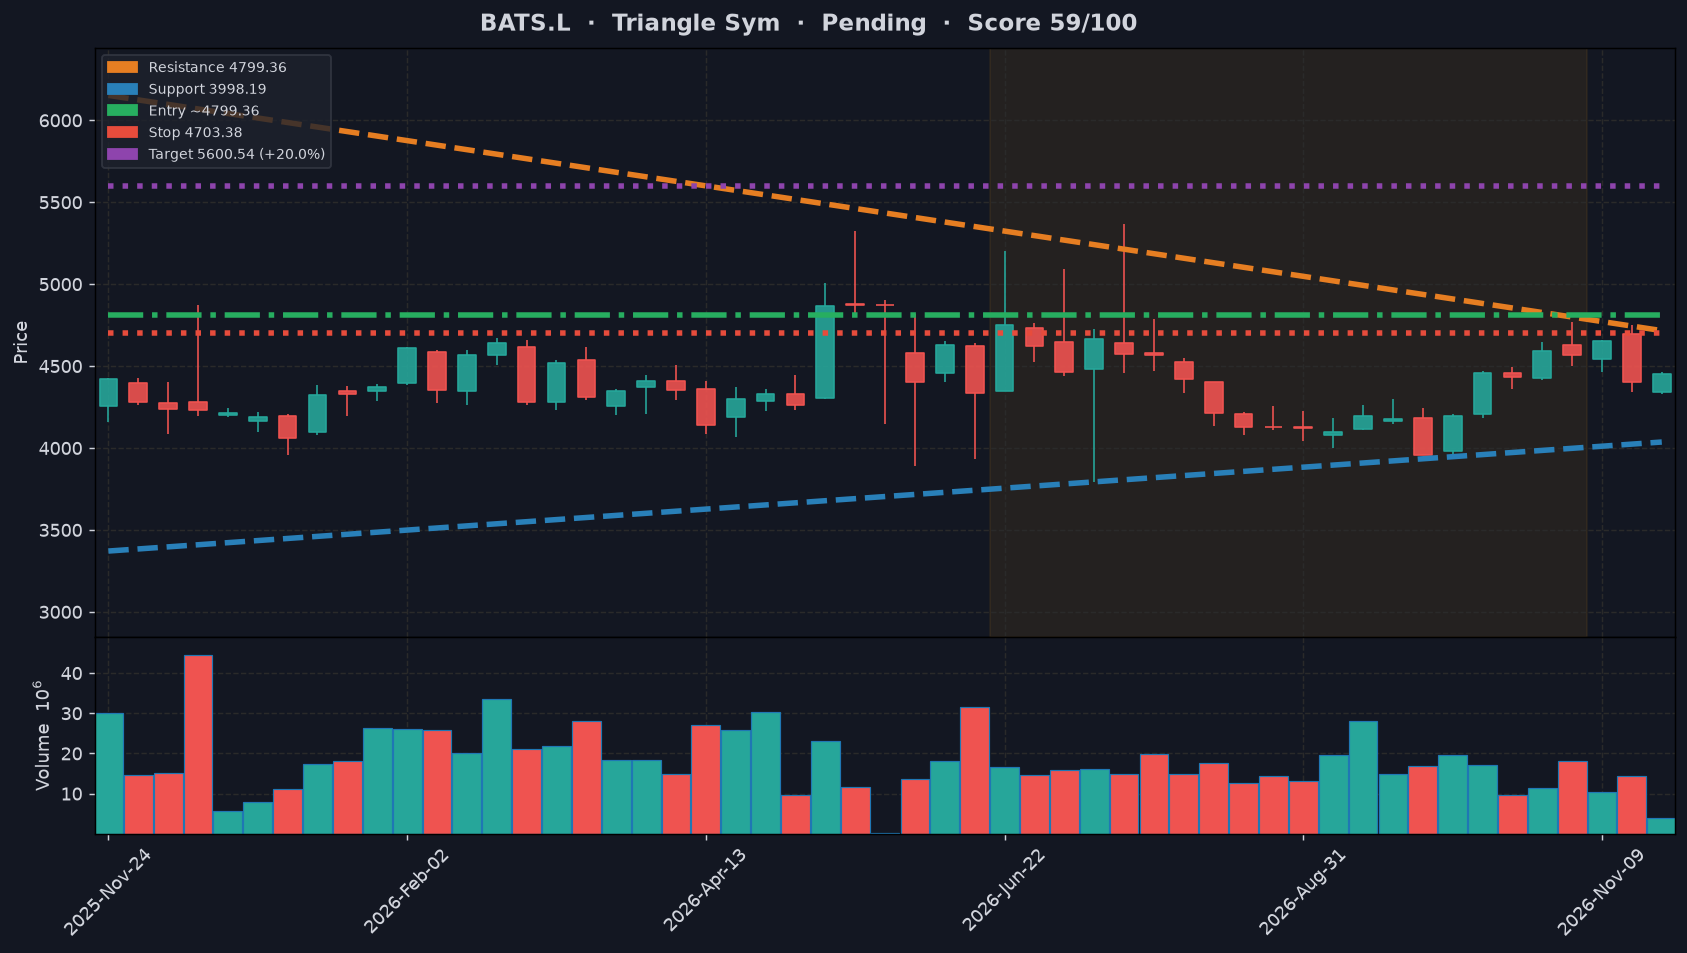 BATS.L · Triangle Sym · Pending · Score 59/100
Resistance 4799.36
Support 3998.19
Entry ~4799.36
Stop 4703.38
Target 5600.54 (+20.0%)
Price
6000
5500
5000
4500
4000
3500
3000
Volume 10⁶
40
30
20
10
2025-Nov-24
2026-Feb-02
2026-Apr-13
2026-Jun-22
2026-Aug-31
2026-Nov-09